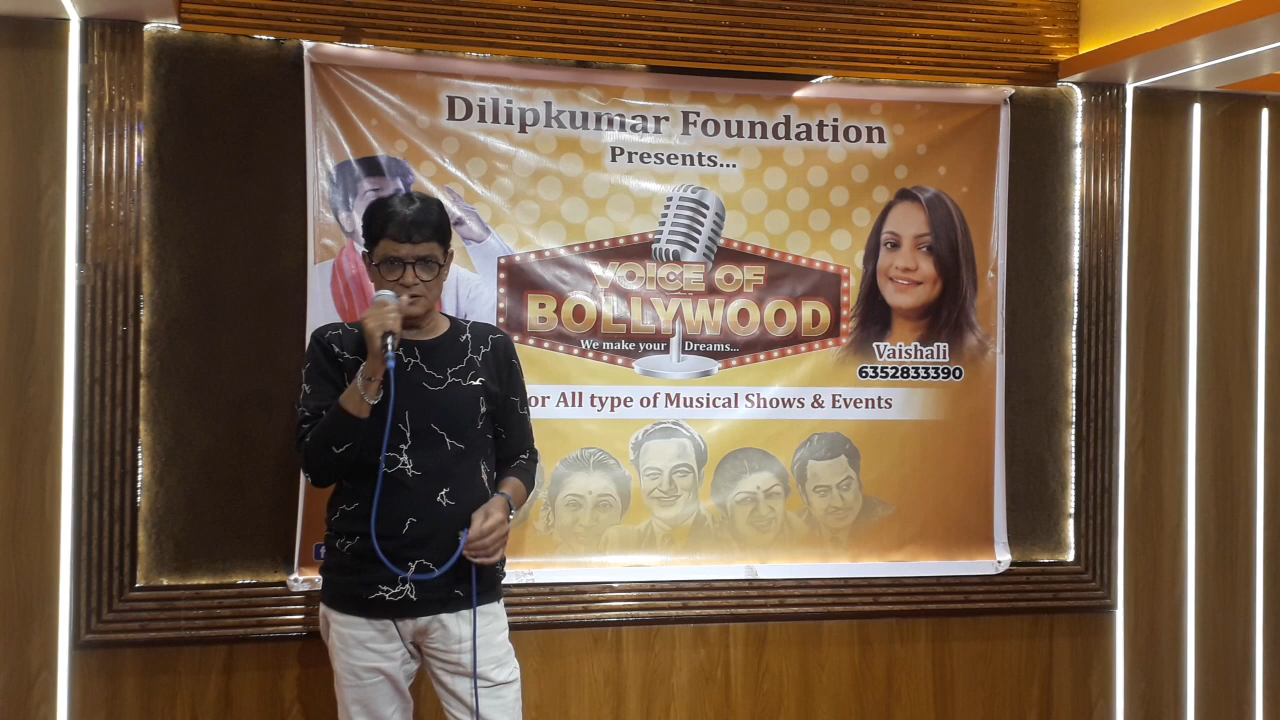 Dilipkumar Foundation
Presents...
VOICE OF
BOLLYWOOD
We make your Dreams...
Vaishali
6352833390
or All type of Musical Shows & Events
f